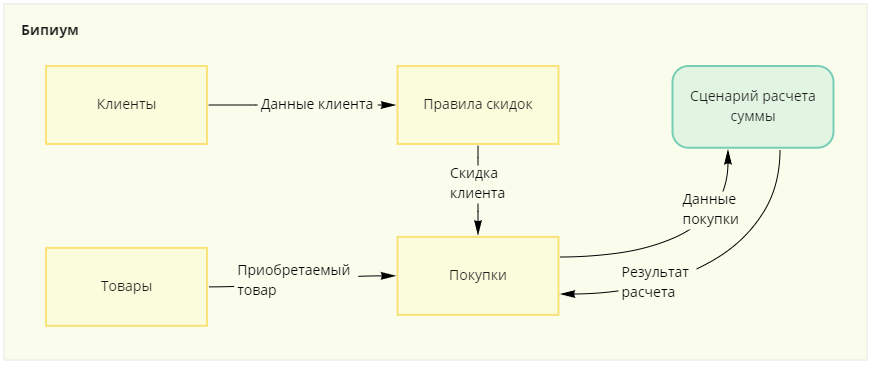 Бипиум
Клиенты
Данные клиента
Правила скидок
Сценарий расчета
суммы
Скидка
клиента
Данные
покупки
Товары
Приобретаемый
товар
Покупки
Результат
расчета